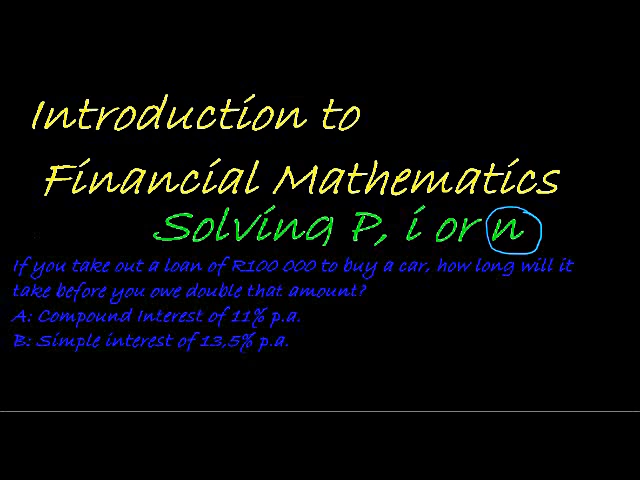 Introduction to
Financial Mathematics
Solving P, i or n
If you take out a loan of R100 000 to buy a car, how long will it
take before you owe double that amount?
A: Compound Interest of 11% p.a.
B: Simple interest of 13,5% p.a.